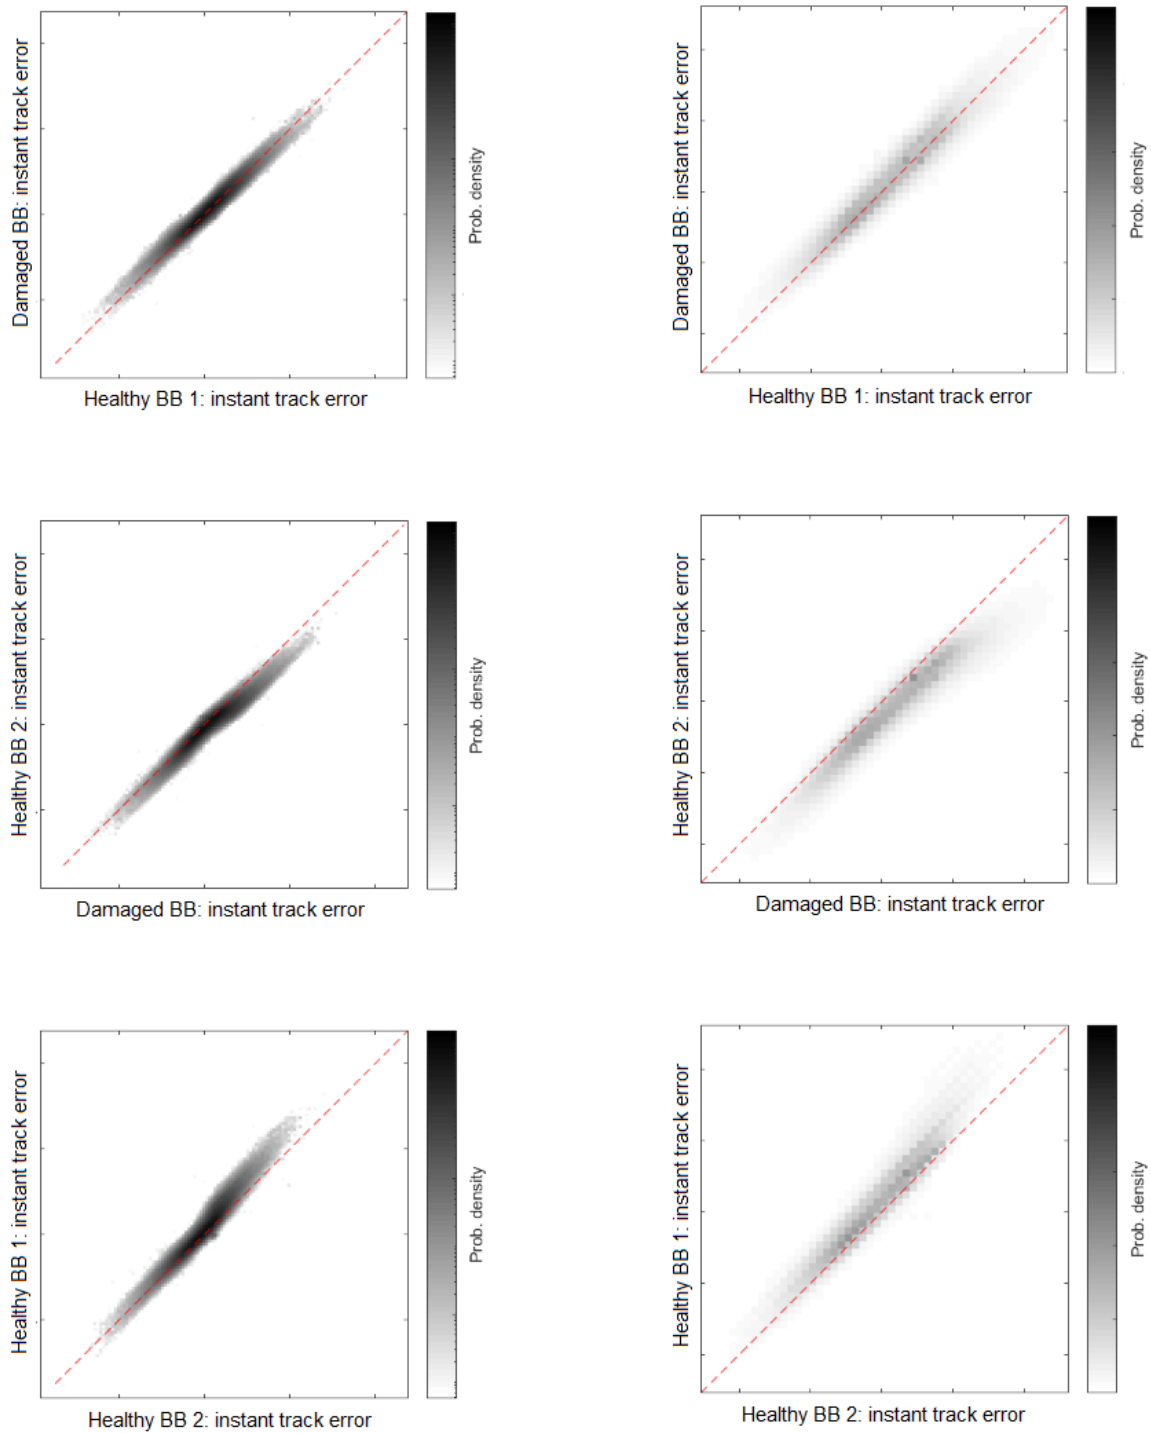 Damaged BB: instant track error
Prob. density
Healthy BB 1: instant track error
Damaged BB: instant track error
Prob. density
Healthy BB 1: instant track error
Healthy BB 2: instant track error
Prob. density
Damaged BB: instant track error
Healthy BB 2: instant track error
Prob. density
Damaged BB: instant track error
Healthy BB 1: instant track error
Prob. density
Healthy BB 2: instant track error
Healthy BB 1: instant track error
Prob. density
Healthy BB 2: instant track error